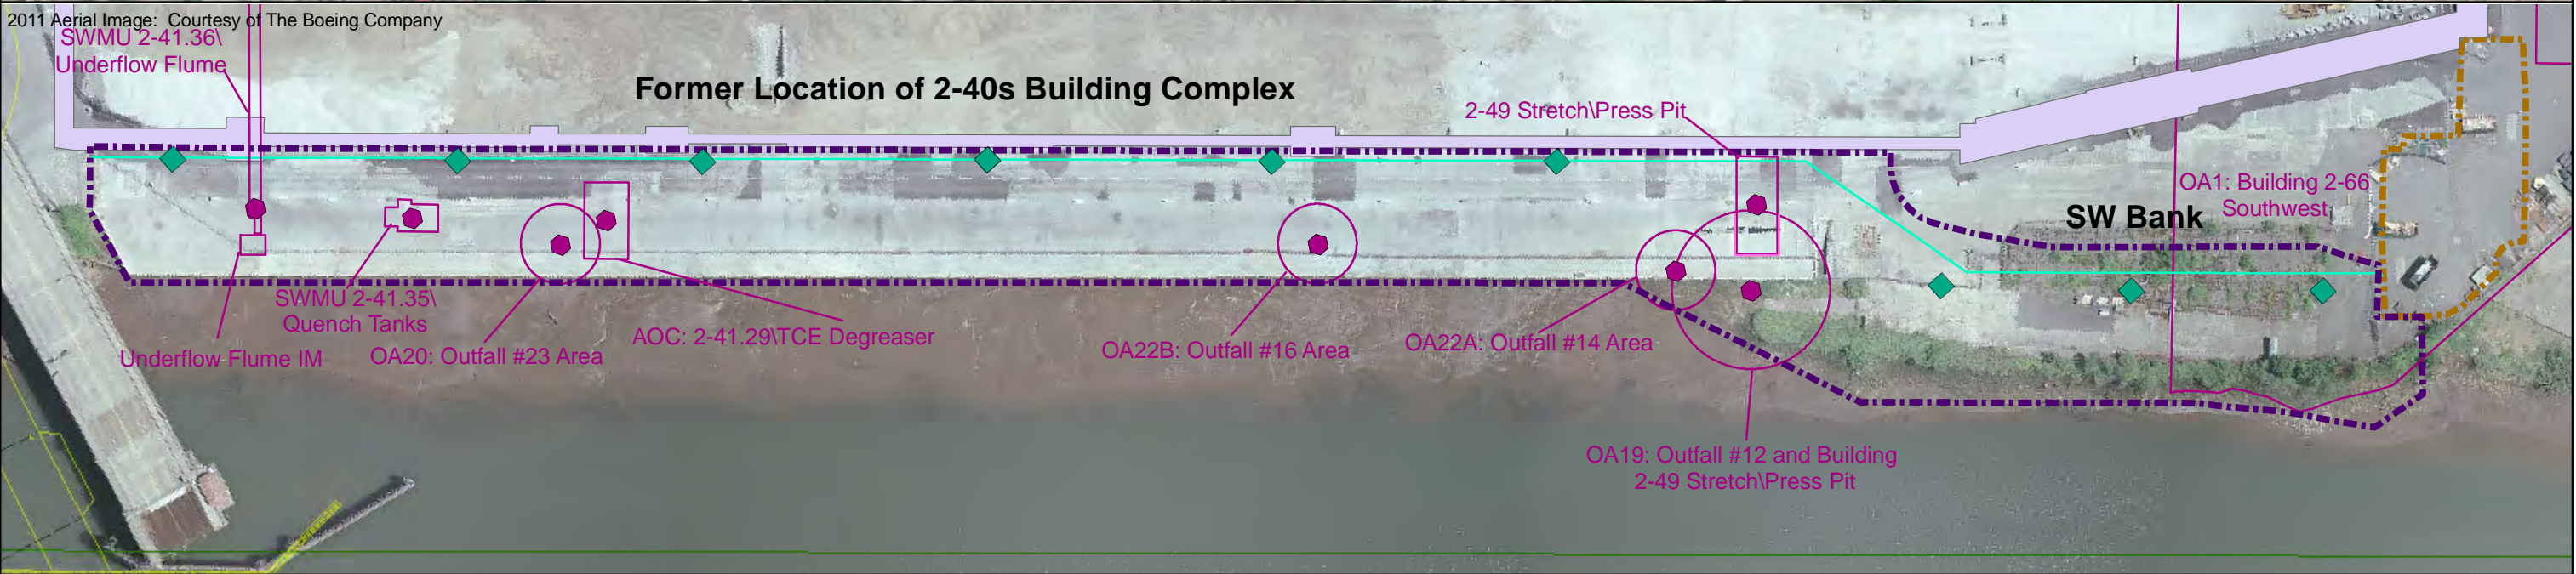 2011 Aerial Image: Courtesy of The Boeing Company
SWMU 2-41.36\
Underflow Flume
Former Location of 2-40s Building Complex
2-49 Stretch\Press Pit
OA1: Building 2-66
Southwest
SW Bank
SWMU 2-41.35\
Quench Tanks
Underflow Flume IM
OA20: Outfall #23 Area
AOC: 2-41.29\TCE Degreaser
OA22B: Outfall #16 Area
OA22A: Outfall #14 Area
OA19: Outfall #12 and Building
2-49 Stretch\Press Pit